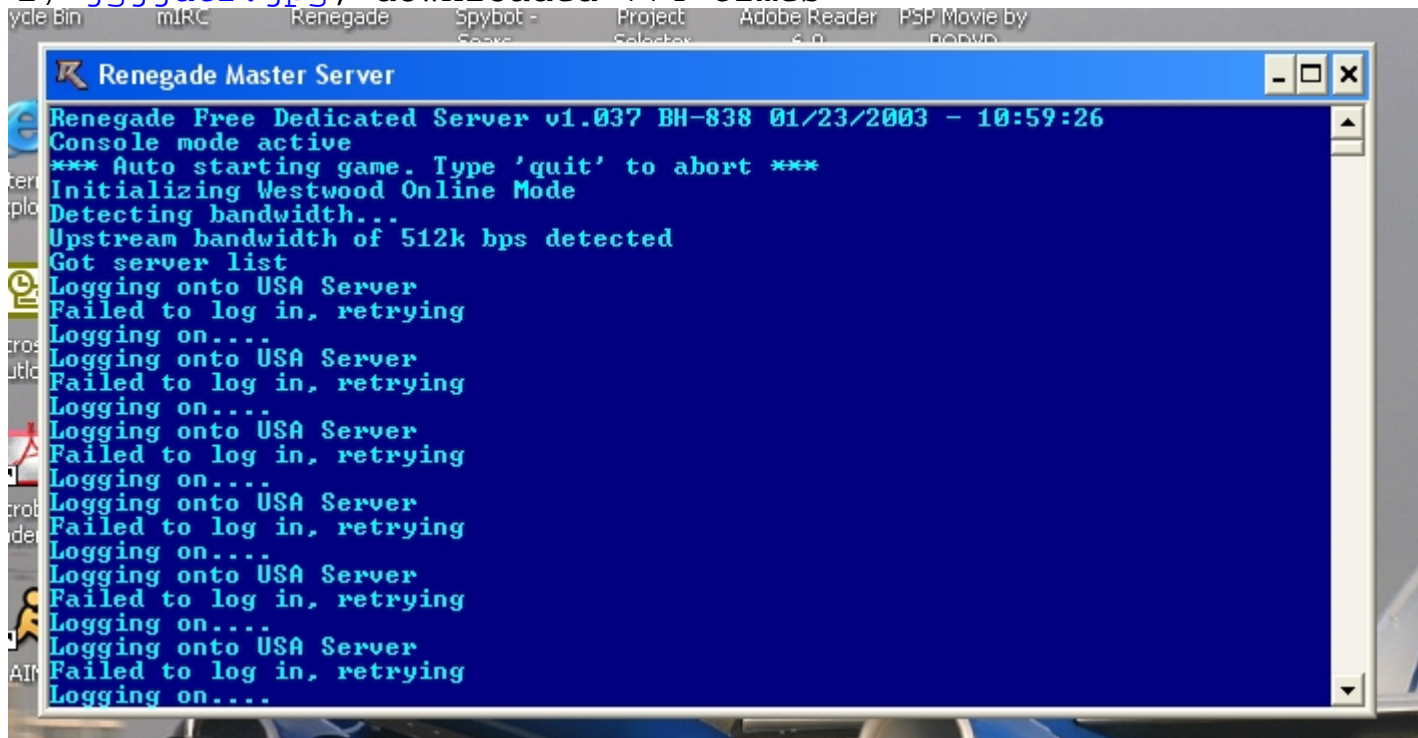 ycle Bin mIRC Renegade Spybot - Project Adobe Reader PSP Movie by
Renegade Master Server
Renegade Free Dedicated Server v1.037 BH-838 01/23/2003 - 10:59:26
Console mode active
*** Auto starting game. Type 'quit' to abort ***
Initializing Westwood Online Mode
Detecting bandwidth...
Upstream bandwidth of 512k bps detected
Got server list
Logging onto USA Server
Failed to log in, retrying
Logging on....
Logging onto USA Server
Failed to log in, retrying
Logging on....
Logging onto USA Server
Failed to log in, retrying
Logging on....
Logging onto USA Server
Failed to log in, retrying
Logging on....
Logging onto USA Server
Failed to log in, retrying
Logging on....
Logging onto USA Server
Failed to log in, retrying
Logging on....